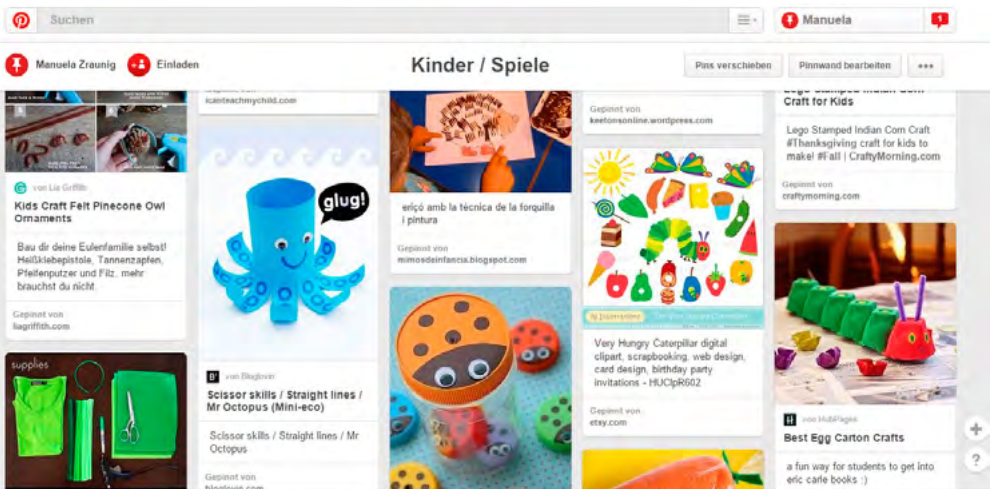 Suchen
Manuela
1
Manuela Zraunig
Einladen
Kinder / Spiele
Pins verschieben
Pinnwand bearbeiten
von Lia Griffith
Kids Craft Felt Pinecone Owl
Ornaments
Bau dir deine Eulenfamilie selbst!
Heißklebepistole, Tannenzapfen,
Pfeifenputzer und Filz, mehr
brauchst du nicht.
Gepinnt von
liagriffith.com
supplies
icanteachmychild.com
glug!
von Bloglovin
Scissor skills / Straight lines /
Mr Octopus (Mini-eco)
Scissor skills / Straight lines / Mr
Octopus
Gepinnt von
bloglovin.com
eriçó amb la tècnica de la forquilla
i pintura
Gepinnt von
mimosdeinfancia.blogspot.com
Gepinnt von
keetonsonline.wordpress.com
Very Hungry Caterpillar digital
clipart, scrapbooking, web design,
card design, birthday party
invitations - HUClpR602
Gepinnt von
etsy.com
Lego Stamped Indian Corn
Craft for Kids
Lego Stamped Indian Corn Craft
#Thanksgiving craft for kids to
make! #Fall | CraftyMorning.com
Gepinnt von
craftymorning.com
von HubPages
Best Egg Carton Crafts
a fun way for students to get into
eric carle books :)
?